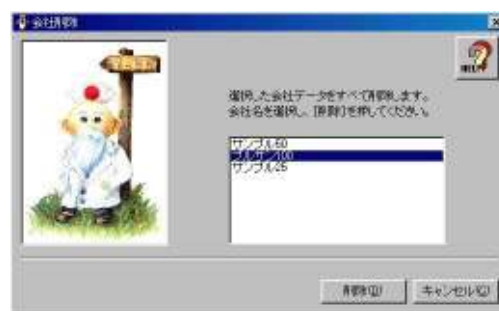 会社削除
HELP
選択した会社データをすべて削除します。
会社名を選択し、[削除]を押してください。
サンプル50
サンプル100
サンプル25
削除(D)
キャンセル(C)